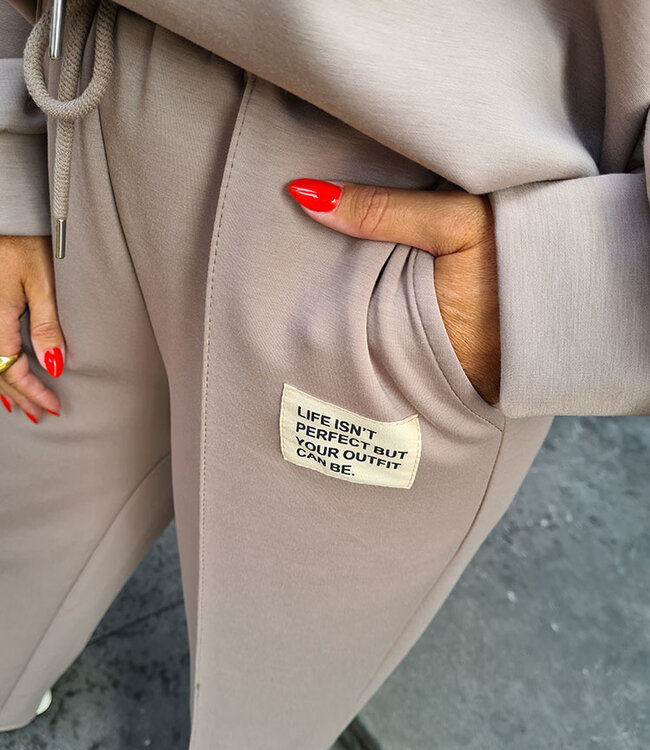 LIFE ISN'T
PERFECT BUT
YOUR OUTFIT
CAN BE.